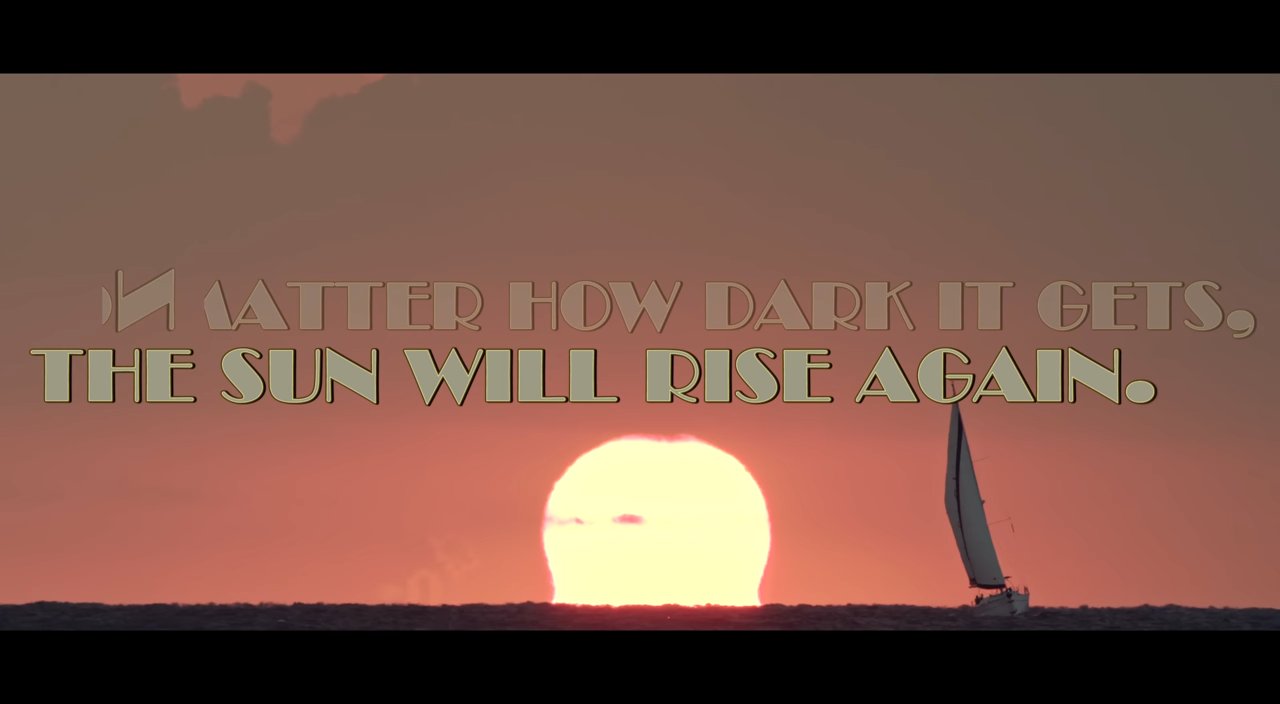 MATTER HOW DARK IT GETS,
THE SUN WILL RISE AGAIN.